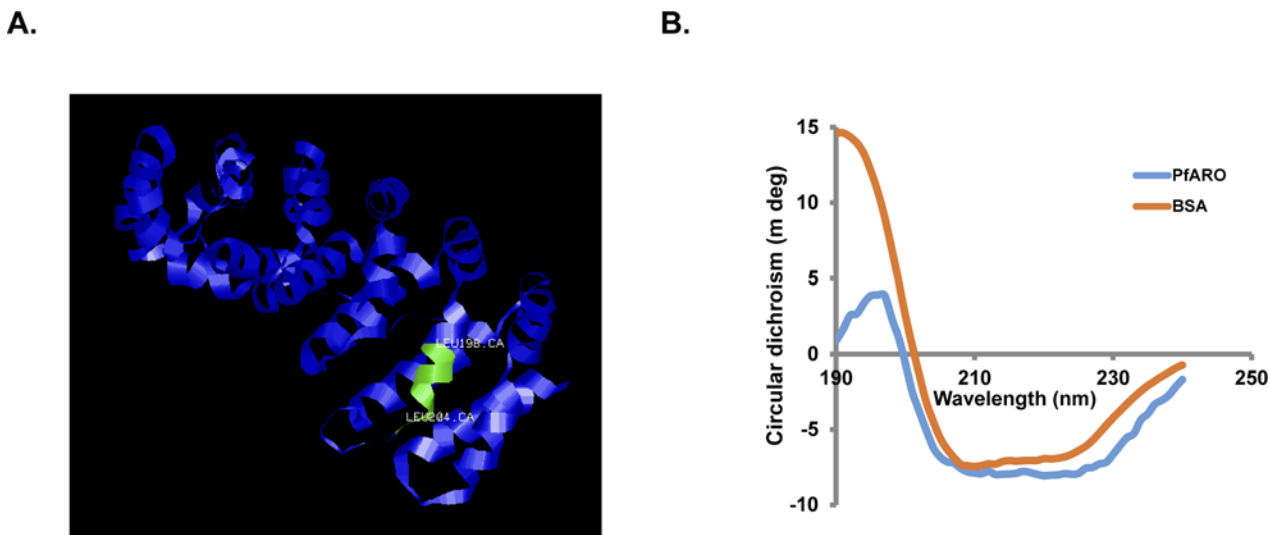 A.
B.
LEU198.CA
LEU204.CA
Circular dichroism (m deg)
15
10
5
0
-5
-10
190
210
230
250
Wavelength (nm)
PfARO
BSA